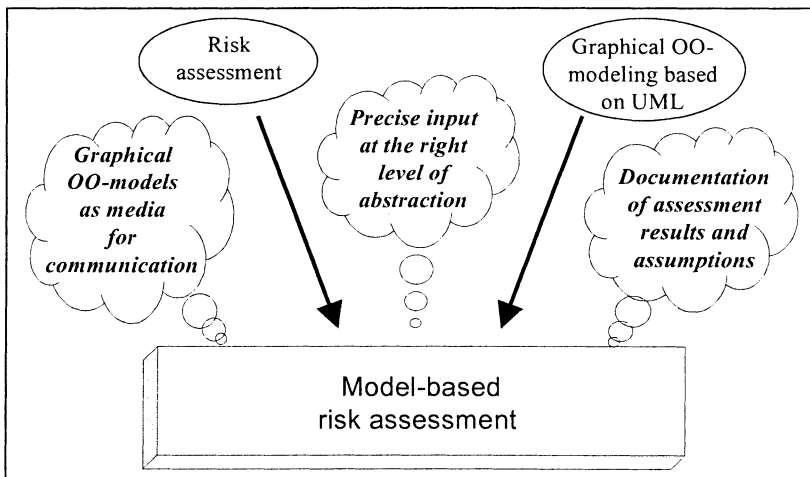 Risk
assessment
Graphical OO-
modeling based
on UML
Graphical
OO-models
as media
for
communication
Precise input
at the right
level of
abstraction
Documentation
of assessment
results and
assumptions
Model-based
risk assessment